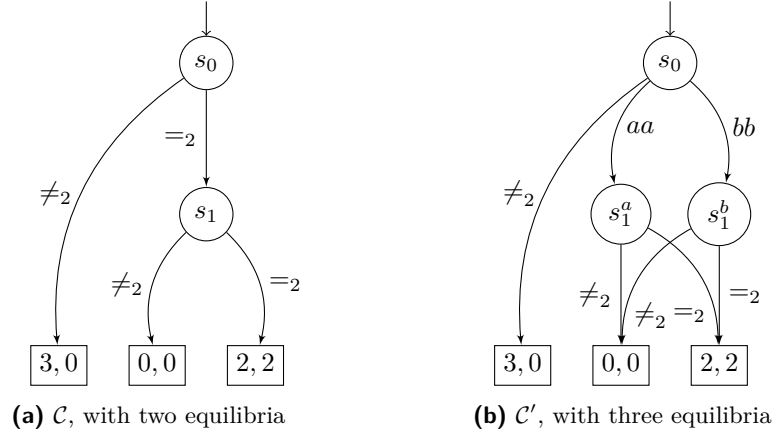 s₀ s₀
=₂ aa bb
≠₂ ≠₂
s₁ s₁ᵃ s₁ᵇ
≠₂ =₂ ≠₂ ≠₂ =₂ =₂
3, 0 0, 0 2, 2 3, 0 0, 0 2, 2
(a) 𝒞, with two equilibria (b) 𝒞′, with three equilibria